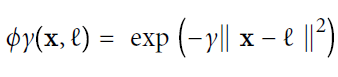 ϕγ(x, ℓ) = exp (−γ‖ x − ℓ ‖²)